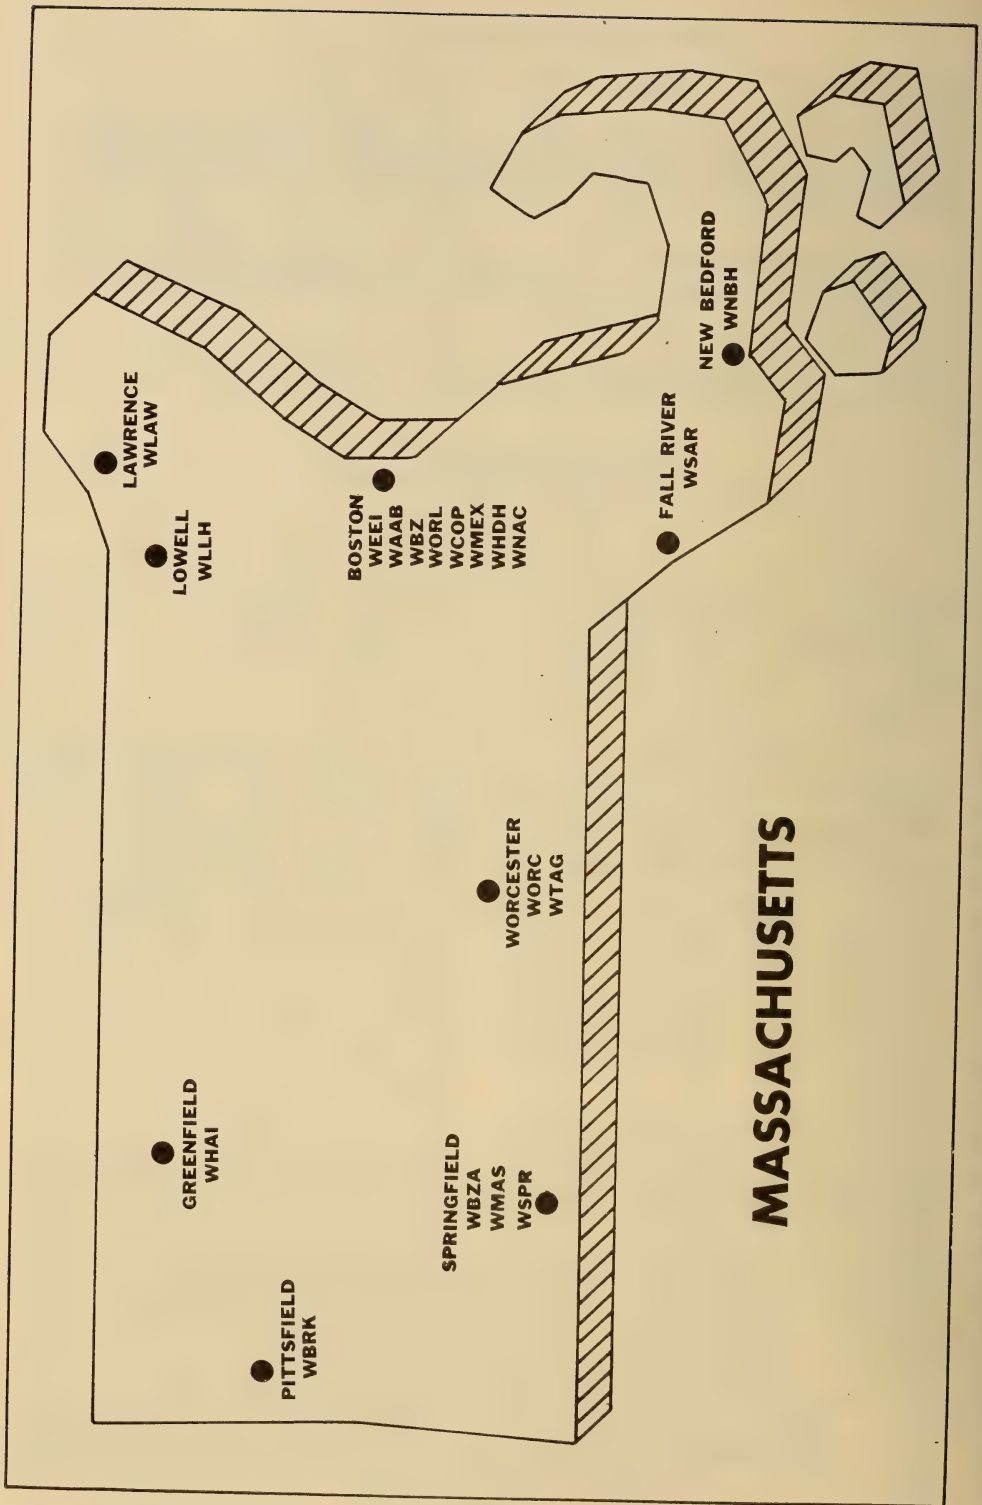 LAWRENCE
WLAW
LOWELL
WLLH
BOSTON
WEEI
WAAB
WBZ
WORL
WCOP
WMEX
WHDH
WNAC
GREENFIELD
WHAI
PITTSFIELD
WBRK
SPRINGFIELD
WBZA
WMAS
WSPR
WORCESTER
WORC
WTAG
FALL RIVER
WSAR
NEW BEDFORD
WNBH
MASSACHUSETTS